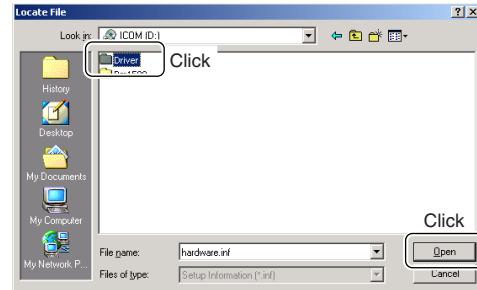 Locate File
Look in: ICOM (D:)
Driver
Click
History
Desktop
My Documents
My Computer
My Network P...
Click
File name: hardware.inf Open
Files of type: Setup Information (*.inf) Cancel